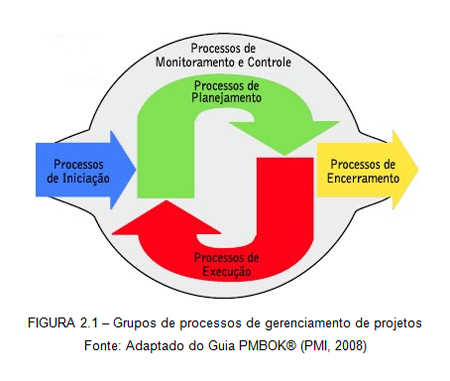 Processos de
Monitoramento e Controle
Processos de
Planejamento
Processos
de Iniciação
Processos de
Encerramento
Processos de
Execução
FIGURA 2.1 – Grupos de processos de gerenciamento de projetos
Fonte: Adaptado do Guia PMBOK® (PMI, 2008)